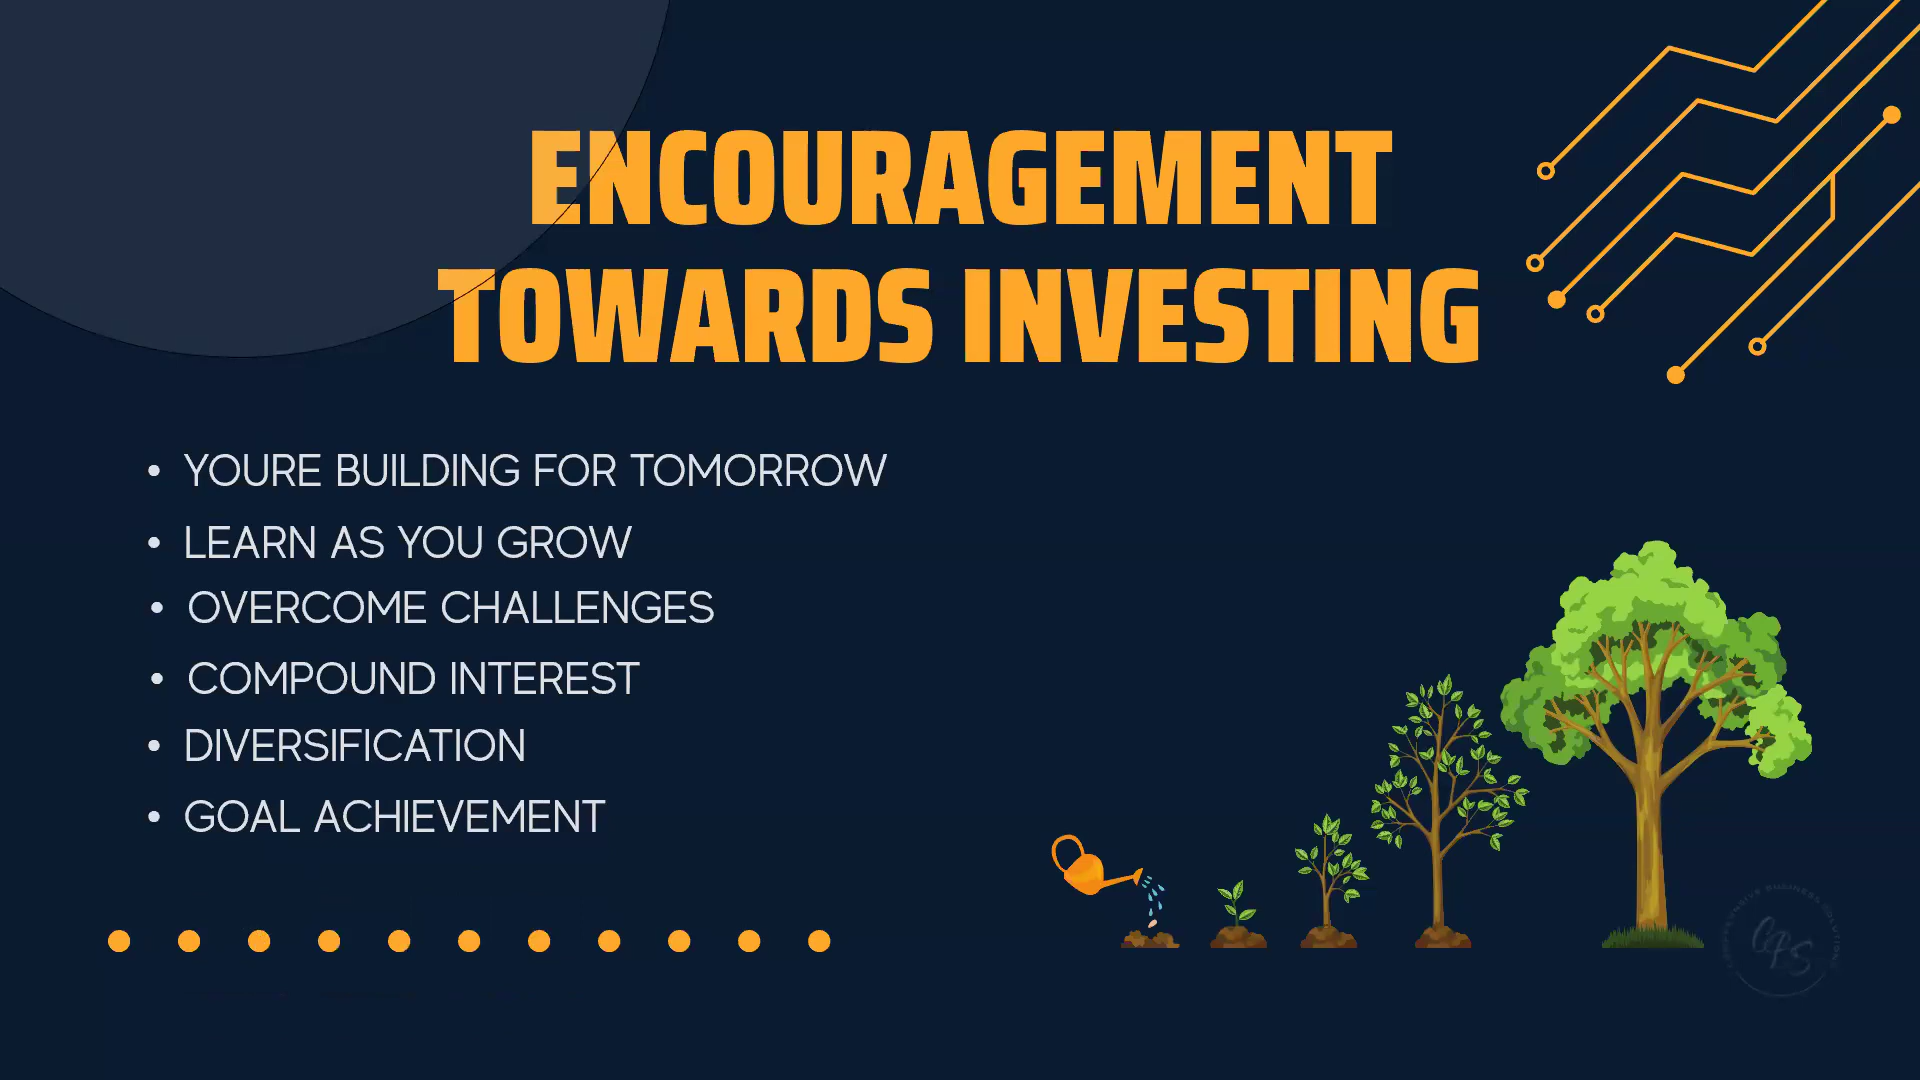 ENCOURAGEMENT
TOWARDS INVESTING
• YOURE BUILDING FOR TOMORROW
• LEARN AS YOU GROW
• OVERCOME CHALLENGES
• COMPOUND INTEREST
• DIVERSIFICATION
• GOAL ACHIEVEMENT